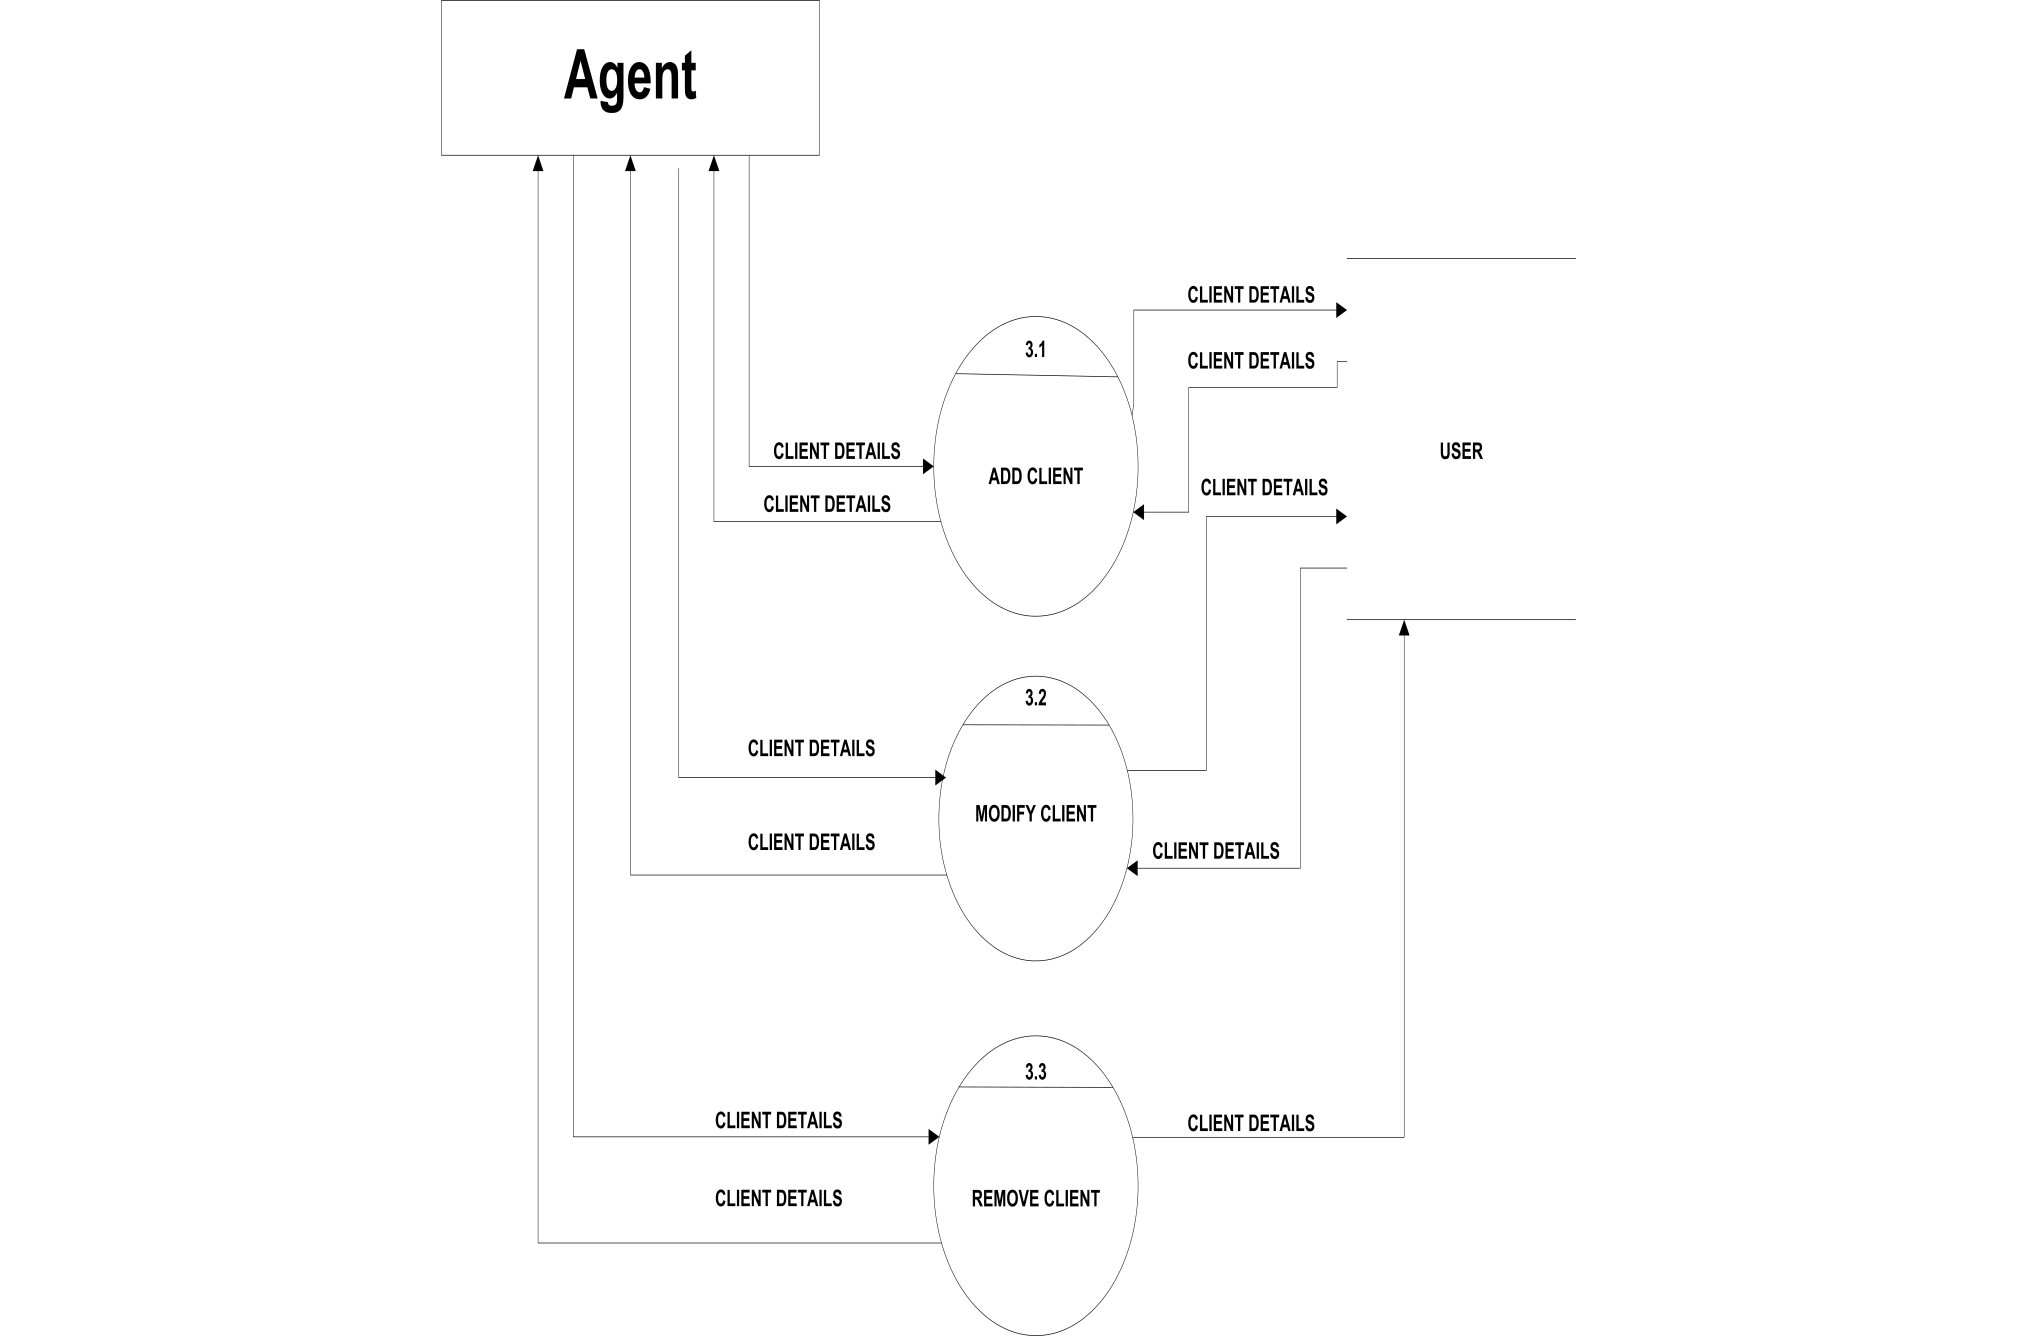 Agent
CLIENT DETAILS
3.1
CLIENT DETAILS
CLIENT DETAILS
USER
ADD CLIENT
CLIENT DETAILS
CLIENT DETAILS
3.2
CLIENT DETAILS
MODIFY CLIENT
CLIENT DETAILS
CLIENT DETAILS
3.3
CLIENT DETAILS
CLIENT DETAILS
CLIENT DETAILS
REMOVE CLIENT